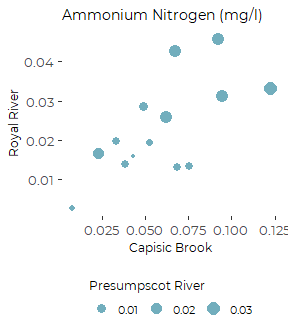 Ammonium Nitrogen (mg/l)
Royal River
0.04
0.03
0.02
0.01
0.025 0.050 0.075 0.100 0.125
Capisic Brook
Presumpscot River
0.01 0.02 0.03